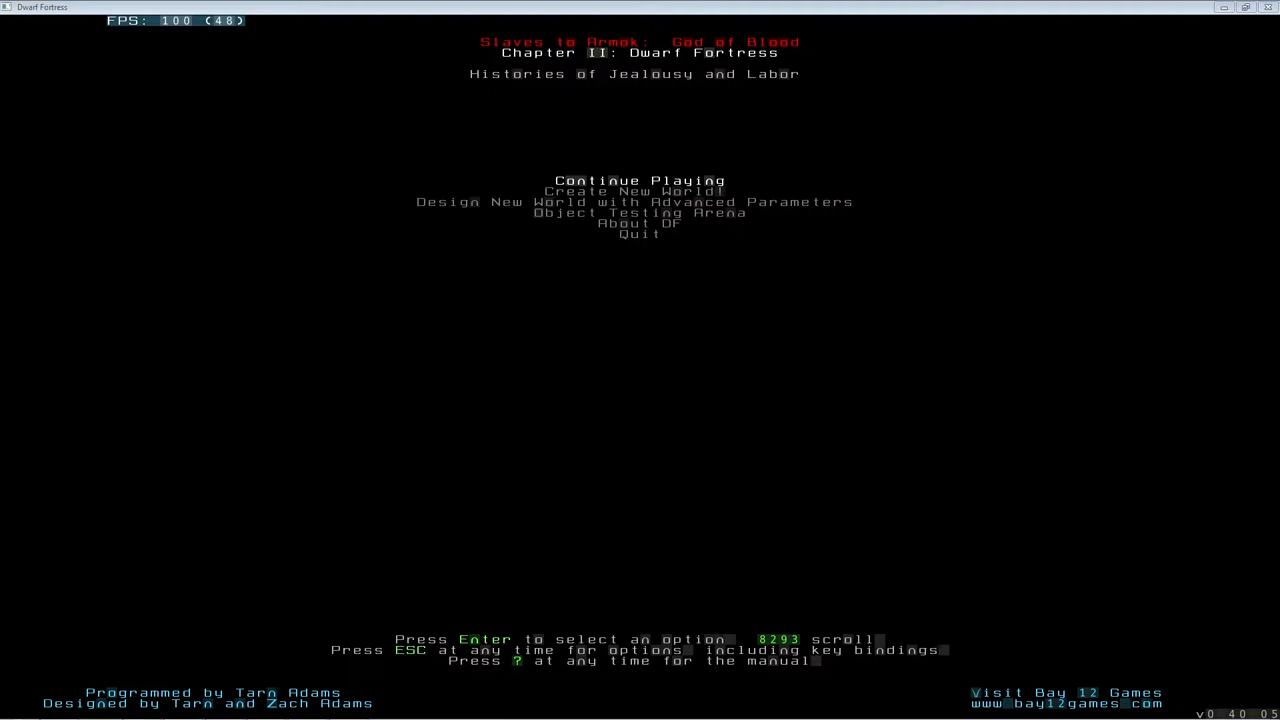 Dwarf Fortress
FPS: 100 (48)
Slaves to Armok: God of Blood
Chapter II: Dwarf Fortress
Histories of Jealousy and Labor
Continue Playing
Create New World!
Design New World with Advanced Parameters
Object Testing Arena
About DF
Quit
Press Enter to select an option 8293 scroll
Press ESC at any time for options including key bindings
Press ? at any time for the manual
Programmed by Tarn Adams
Designed by Tarn and Zach Adams
Visit Bay 12 Games
www bay12games com
v0 40 05